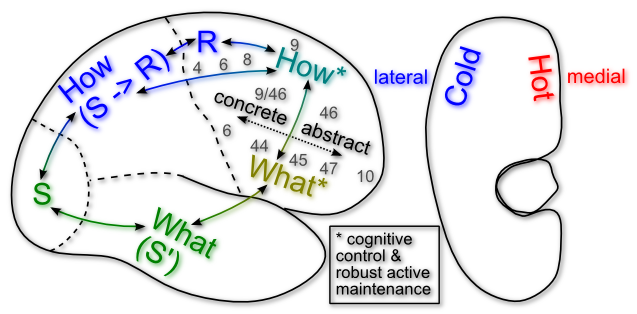 9
R
How*
How
(S -> R)
4 6 8
9/46
concrete
46
abstract
6
44 45 47
10
What*
S
What
(S')
* cognitive
control &
robust active
maintenance
lateral
Cold
Hot
medial